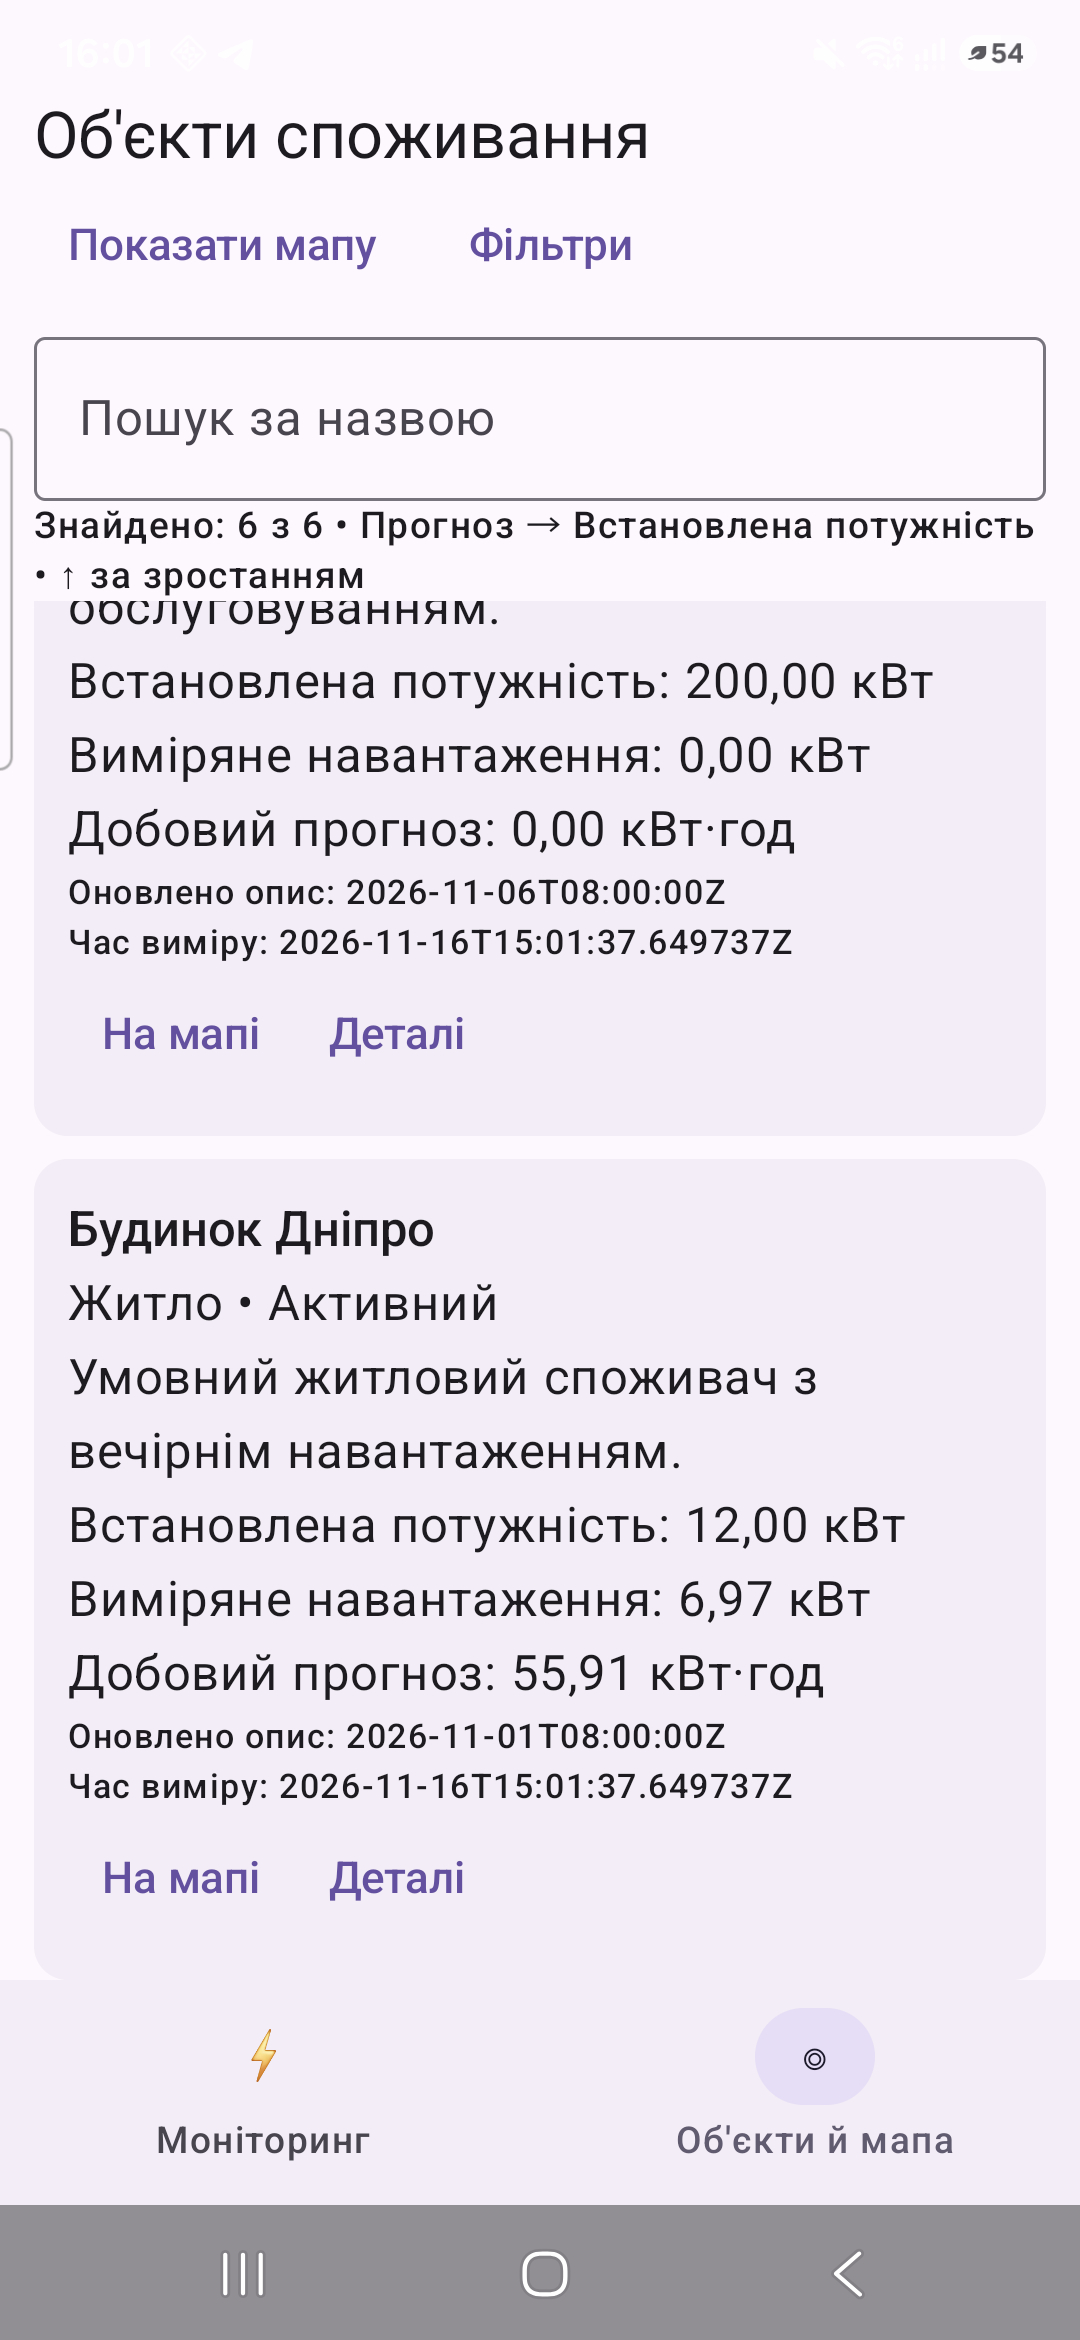 16:01
54
Об'єкти споживання
Показати мапу Фільтри
Пошук за назвою
Знайдено: 6 з 6 • Прогноз → Встановлена потужність
• ↑ за зростанням
обслуговуванням.
Встановлена потужність: 200,00 кВт
Виміряне навантаження: 0,00 кВт
Добовий прогноз: 0,00 кВт·год
Оновлено опис: 2026-11-06T08:00:00Z
Час виміру: 2026-11-16T15:01:37.649737Z
На мапі Деталі
Будинок Дніпро
Житло • Активний
Умовний житловий споживач з
вечірнім навантаженням.
Встановлена потужність: 12,00 кВт
Виміряне навантаження: 6,97 кВт
Добовий прогноз: 55,91 кВт·год
Оновлено опис: 2026-11-01T08:00:00Z
Час виміру: 2026-11-16T15:01:37.649737Z
На мапі Деталі
Моніторинг Об'єкти й мапа